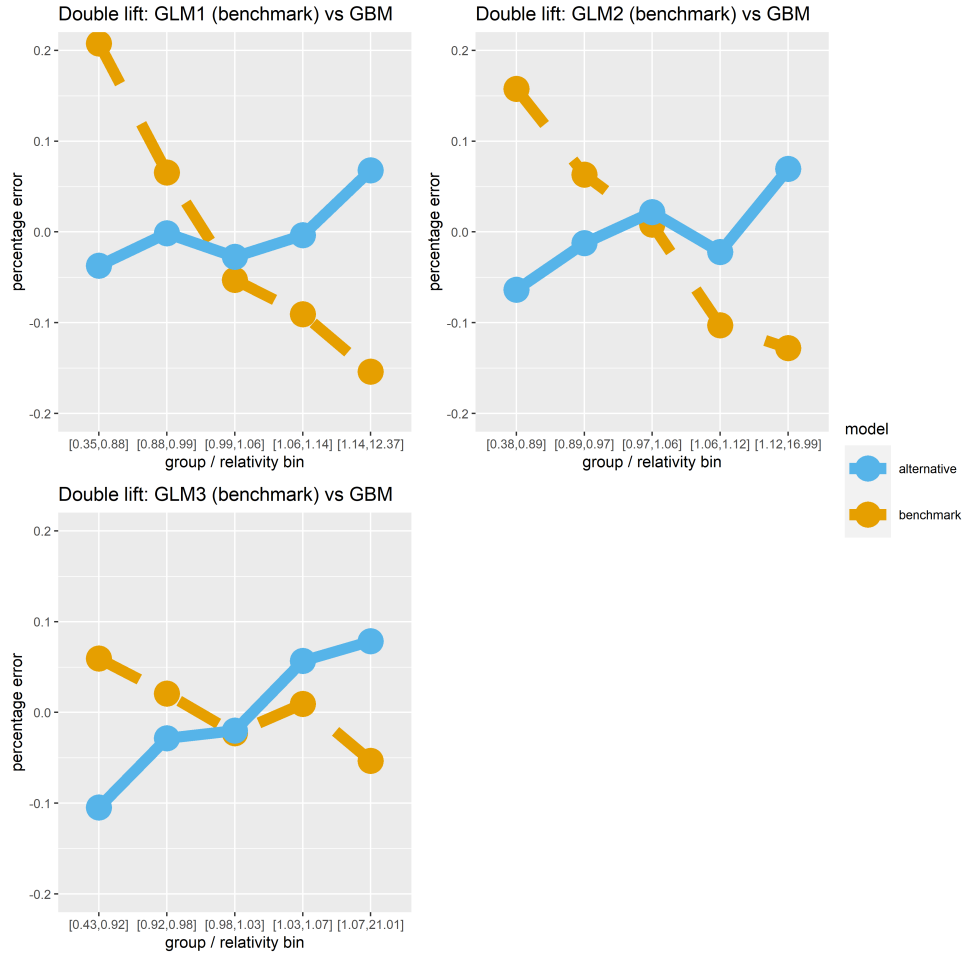 Double lift: GLM1 (benchmark) vs GBM
0.2
0.1
0.0
-0.1
-0.2
percentage error
[0.35,0.88] [0.88,0.99] [0.99,1.06] [1.06,1.14] [1.14,12.37]
group / relativity bin
Double lift: GLM2 (benchmark) vs GBM
0.2
0.1
0.0
-0.1
-0.2
percentage error
[0.38,0.89] [0.89,0.97] [0.97,1.06] [1.06,1.12] [1.12,16.99]
group / relativity bin
model
alternative
benchmark
Double lift: GLM3 (benchmark) vs GBM
0.2
0.1
0.0
-0.1
-0.2
percentage error
[0.43,0.92] [0.92,0.98] [0.98,1.03] [1.03,1.07] [1.07,21.01]
group / relativity bin